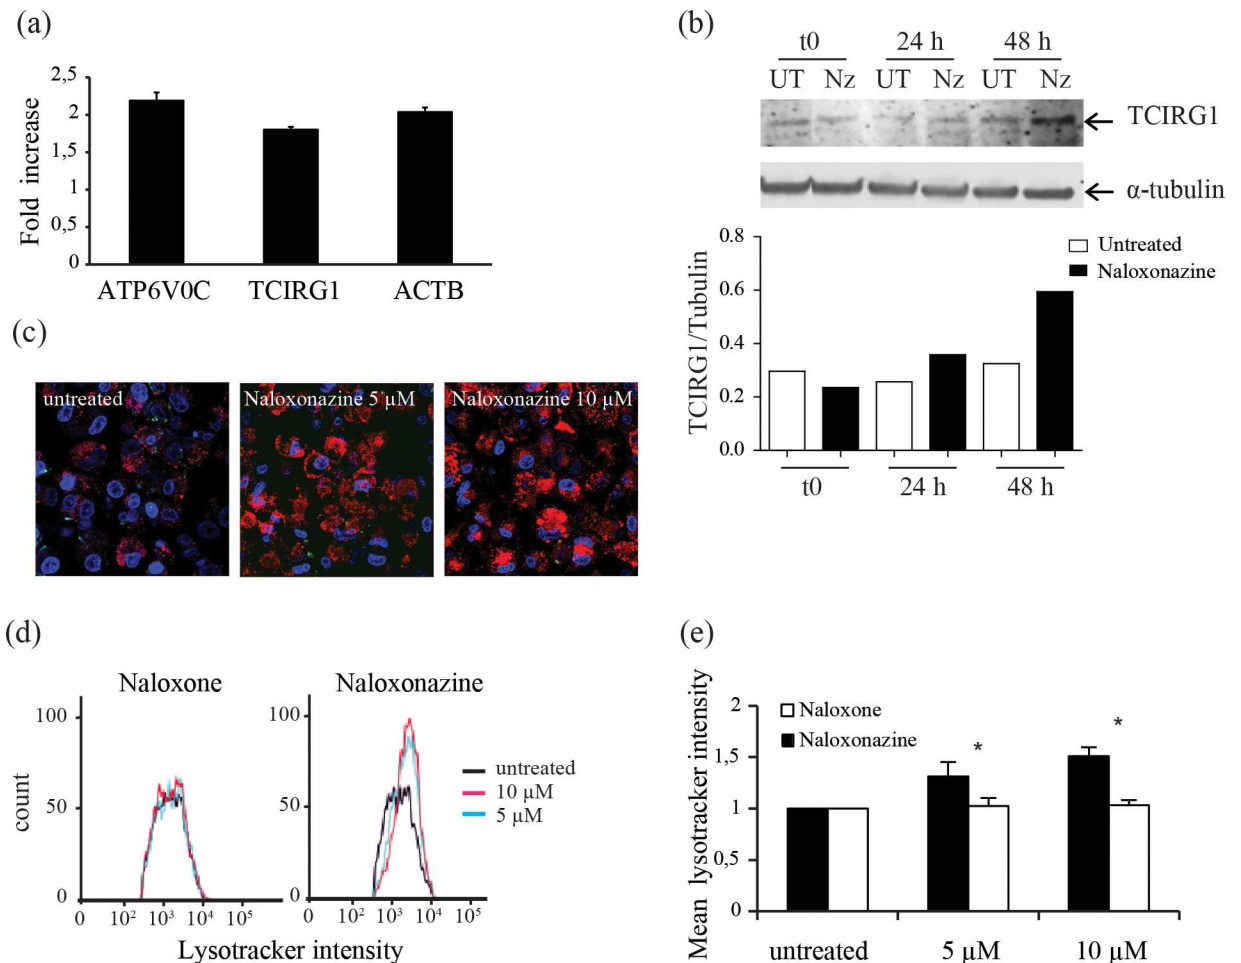 (a)
2,5
2
1,5
1
0,5
0
Fold increase
ATP6V0C TCIRG1 ACTB
(b)
t0 24 h 48 h
UT Nz UT Nz UT Nz
TCIRG1
α-tubulin
0.8
0.6
0.4
0.2
0.0
TCIRG1/Tubulin
Untreated
Naloxonazine
t0 24 h 48 h
(c)
untreated
Naloxonazine 5 µM
Naloxonazine 10 µM
(d)
Naloxone
100
50
0
count
0 10² 10³ 10⁴ 10⁵
Naloxonazine
100
50
0
0 10² 10³ 10⁴ 10⁵
untreated
10 µM
5 µM
Lysotracker intensity
(e)
Mean lysotracker intensity
2
1,5
1
0,5
0
Naloxone
Naloxonazine
*
*
untreated 5 µM 10 µM